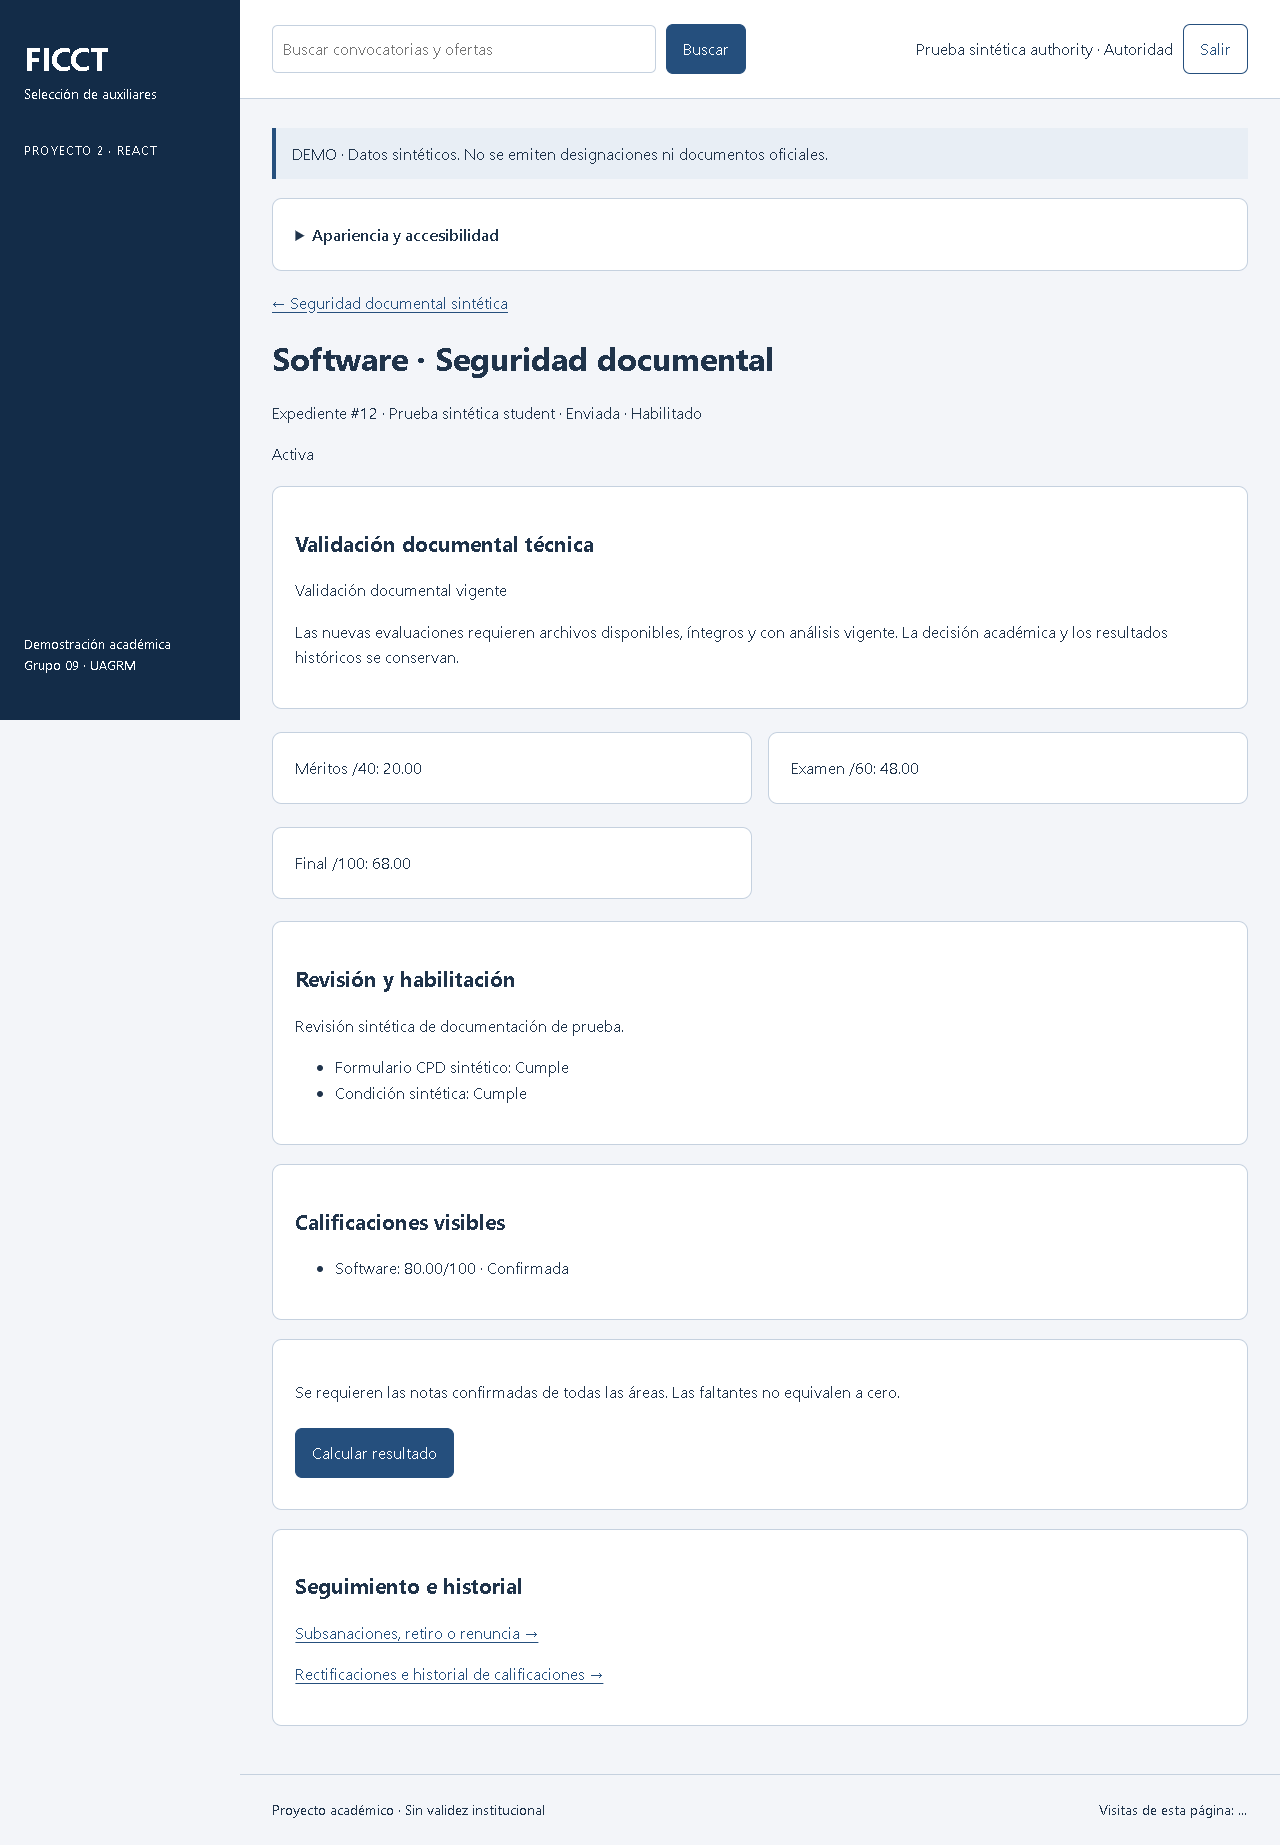 FICCT
Selección de auxiliares
PROYECTO 2 · REACT
Demostración académica
Grupo 09 · UAGRM
Buscar convocatorias y ofertas
Buscar
Prueba sintética authority · Autoridad
Salir
DEMO · Datos sintéticos. No se emiten designaciones ni documentos oficiales.
▶ Apariencia y accesibilidad
← Seguridad documental sintética
Software · Seguridad documental
Expediente #12 · Prueba sintética student · Enviada · Habilitado
Activa
Validación documental técnica
Validación documental vigente
Las nuevas evaluaciones requieren archivos disponibles, íntegros y con análisis vigente. La decisión académica y los resultados
históricos se conservan.
Méritos /40: 20.00
Examen /60: 48.00
Final /100: 68.00
Revisión y habilitación
Revisión sintética de documentación de prueba.
• Formulario CPD sintético: Cumple
• Condición sintética: Cumple
Calificaciones visibles
• Software: 80.00/100 · Confirmada
Se requieren las notas confirmadas de todas las áreas. Las faltantes no equivalen a cero.
Calcular resultado
Seguimiento e historial
Subsanaciones, retiro o renuncia →
Rectificaciones e historial de calificaciones →
Proyecto académico · Sin validez institucional
Visitas de esta página: ...